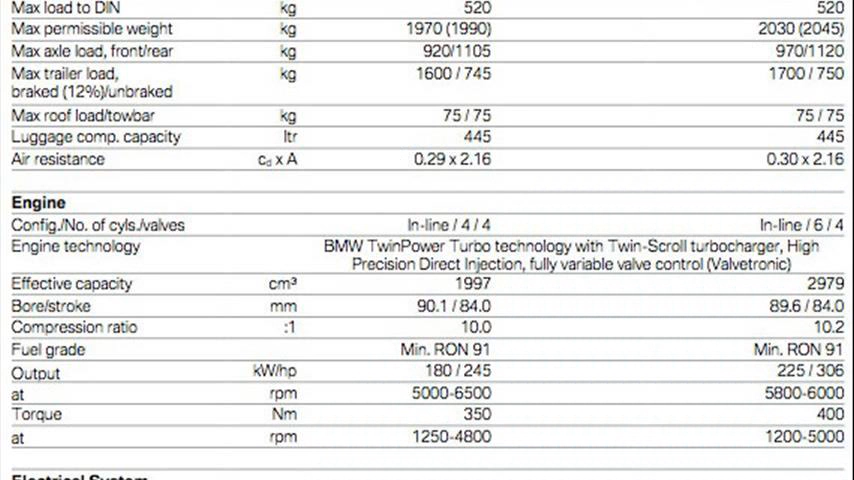 Max load to DIN kg 520 520
Max permissible weight kg 1970 (1990) 2030 (2045)
Max axle load, front/rear kg 920/1105 970/1120
Max trailer load, kg 1600 / 745 1700 / 750
braked (12%)/unbraked
Max roof load/towbar kg 75 / 75 75 / 75
Luggage comp. capacity ltr 445 445
Air resistance cd x A 0.29 x 2.16 0.30 x 2.16
Engine
Config./No. of cyls./valves In-line / 4 / 4 In-line / 6 / 4
Engine technology BMW TwinPower Turbo technology with Twin-Scroll turbocharger, High
Precision Direct Injection, fully variable valve control (Valvetronic)
Effective capacity cm³ 1997 2979
Bore/stroke mm 90.1 / 84.0 89.6 / 84.0
Compression ratio :1 10.0 10.2
Fuel grade Min. RON 91 Min. RON 91
Output kW/hp 180 / 245 225 / 306
at rpm 5000-6500 5800-6000
Torque Nm 350 400
at rpm 1250-4800 1200-5000
Electrical System